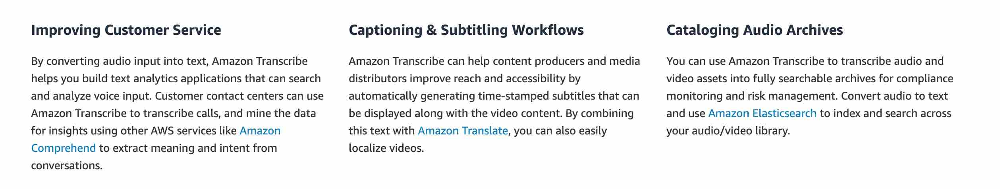 Improving Customer Service
By converting audio input into text, Amazon Transcribe
helps you build text analytics applications that can search
and analyze voice input. Customer contact centers can use
Amazon Transcribe to transcribe calls, and mine the data
for insights using other AWS services like Amazon
Comprehend to extract meaning and intent from
conversations.
Captioning & Subtitling Workflows
Amazon Transcribe can help content producers and media
distributors improve reach and accessibility by
automatically generating time-stamped subtitles that can
be displayed along with the video content. By combining
this text with Amazon Translate, you can also easily
localize videos.
Cataloging Audio Archives
You can use Amazon Transcribe to transcribe audio and
video assets into fully searchable archives for compliance
monitoring and risk management. Convert audio to text
and use Amazon Elasticsearch to index and search across
your audio/video library.